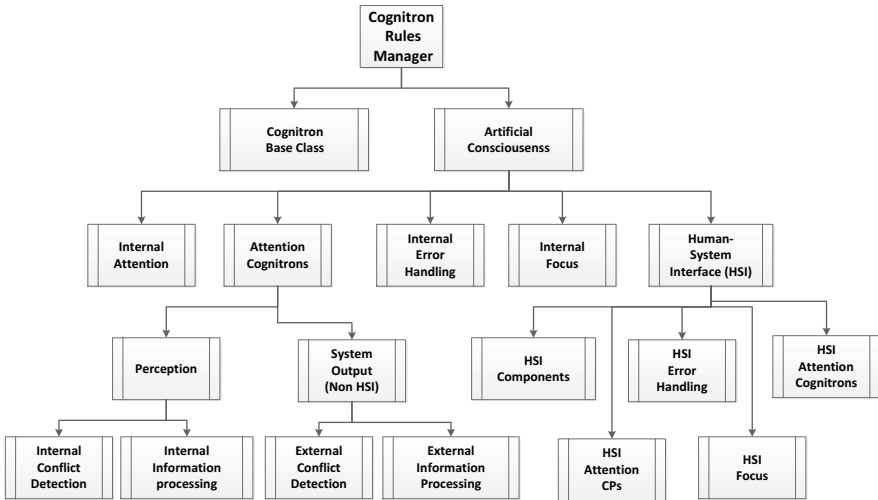 Cognitron
Rules
Manager
Cognitron
Base Class
Artificial
Consciousenss
Internal
Attention
Attention
Cognitrons
Internal
Error
Handling
Internal
Focus
Human-
System
Interface (HSI)
Perception
System
Output
(Non HSI)
HSI
Components
HSI
Error
Handling
HSI
Attention
Cognitrons
Internal
Conflict
Detection
Internal
Information
processing
External
Conflict
Detection
External
Information
Processing
HSI
Attention
CPs
HSI
Focus